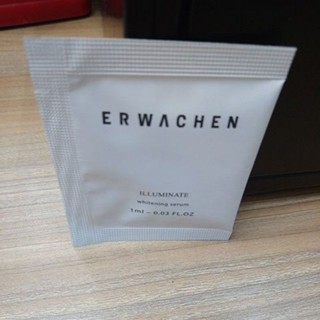 ERWACHEN
ILLUMINATE
whitening serum
1ml - 0.03 FL.OZ